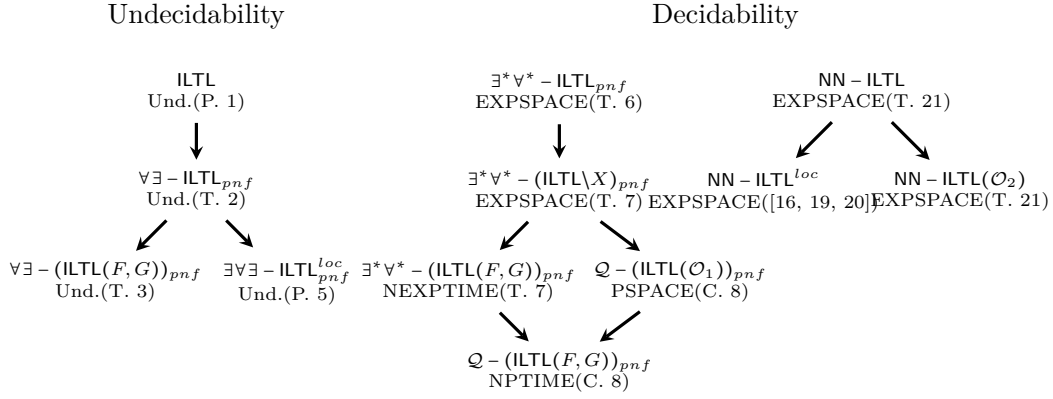 Undecidability
Decidability
ILTL
Und.(P. 1)
∃*∀* − ILTL_pnf
EXPSPACE(T. 6)
NN − ILTL
EXPSPACE(T. 21)
∀∃ − ILTL_pnf
Und.(T. 2)
∃*∀* − (ILTL\X)_pnf
EXPSPACE(T. 7)
NN − ILTL^loc
EXPSPACE([16, 19, 20])
NN − ILTL(𝒪_2)
EXPSPACE(T. 21)
∀∃ − (ILTL(F, G))_pnf
Und.(T. 3)
∃∀∃ − ILTL^loc_pnf
Und.(P. 5)
∃*∀* − (ILTL(F, G))_pnf
NEXPTIME(T. 7)
𝒬 − (ILTL(𝒪_1))_pnf
PSPACE(C. 8)
𝒬 − (ILTL(F, G))_pnf
NPTIME(C. 8)